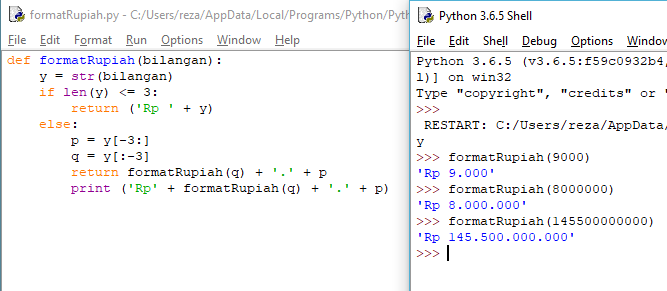 formatRupiah.py - C:/Users/reza/AppData/Local/Programs/Python/Pyth
File Edit Format Run Options Window Help
def formatRupiah(bilangan):
    y = str(bilangan)
    if len(y) <= 3:
        return ('Rp ' + y)
    else:
        p = y[-3:]
        q = y[:-3]
        return formatRupiah(q) + '.' + p
        print ('Rp' + formatRupiah(q) + '.' + p)
Python 3.6.5 Shell
File Edit Shell Debug Options Window
Python 3.6.5 (v3.6.5:f59c0932b4,
l)] on win32
Type "copyright", "credits" or "
>>>
 RESTART: C:/Users/reza/AppData/
y
>>> formatRupiah(9000)
'Rp 9.000'
>>> formatRupiah(8000000)
'Rp 8.000.000'
>>> formatRupiah(145500000000)
'Rp 145.500.000.000'
>>>